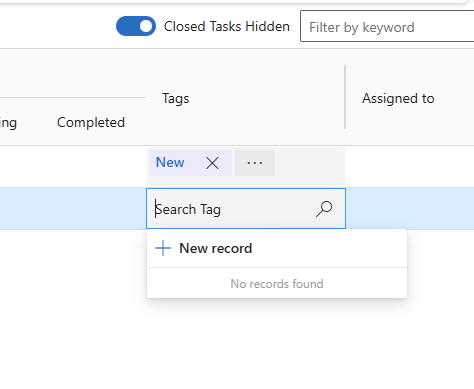 Closed Tasks Hidden
Filter by keyword
Tags
Assigned to
ing
Completed
New
...
Search Tag
New record
No records found